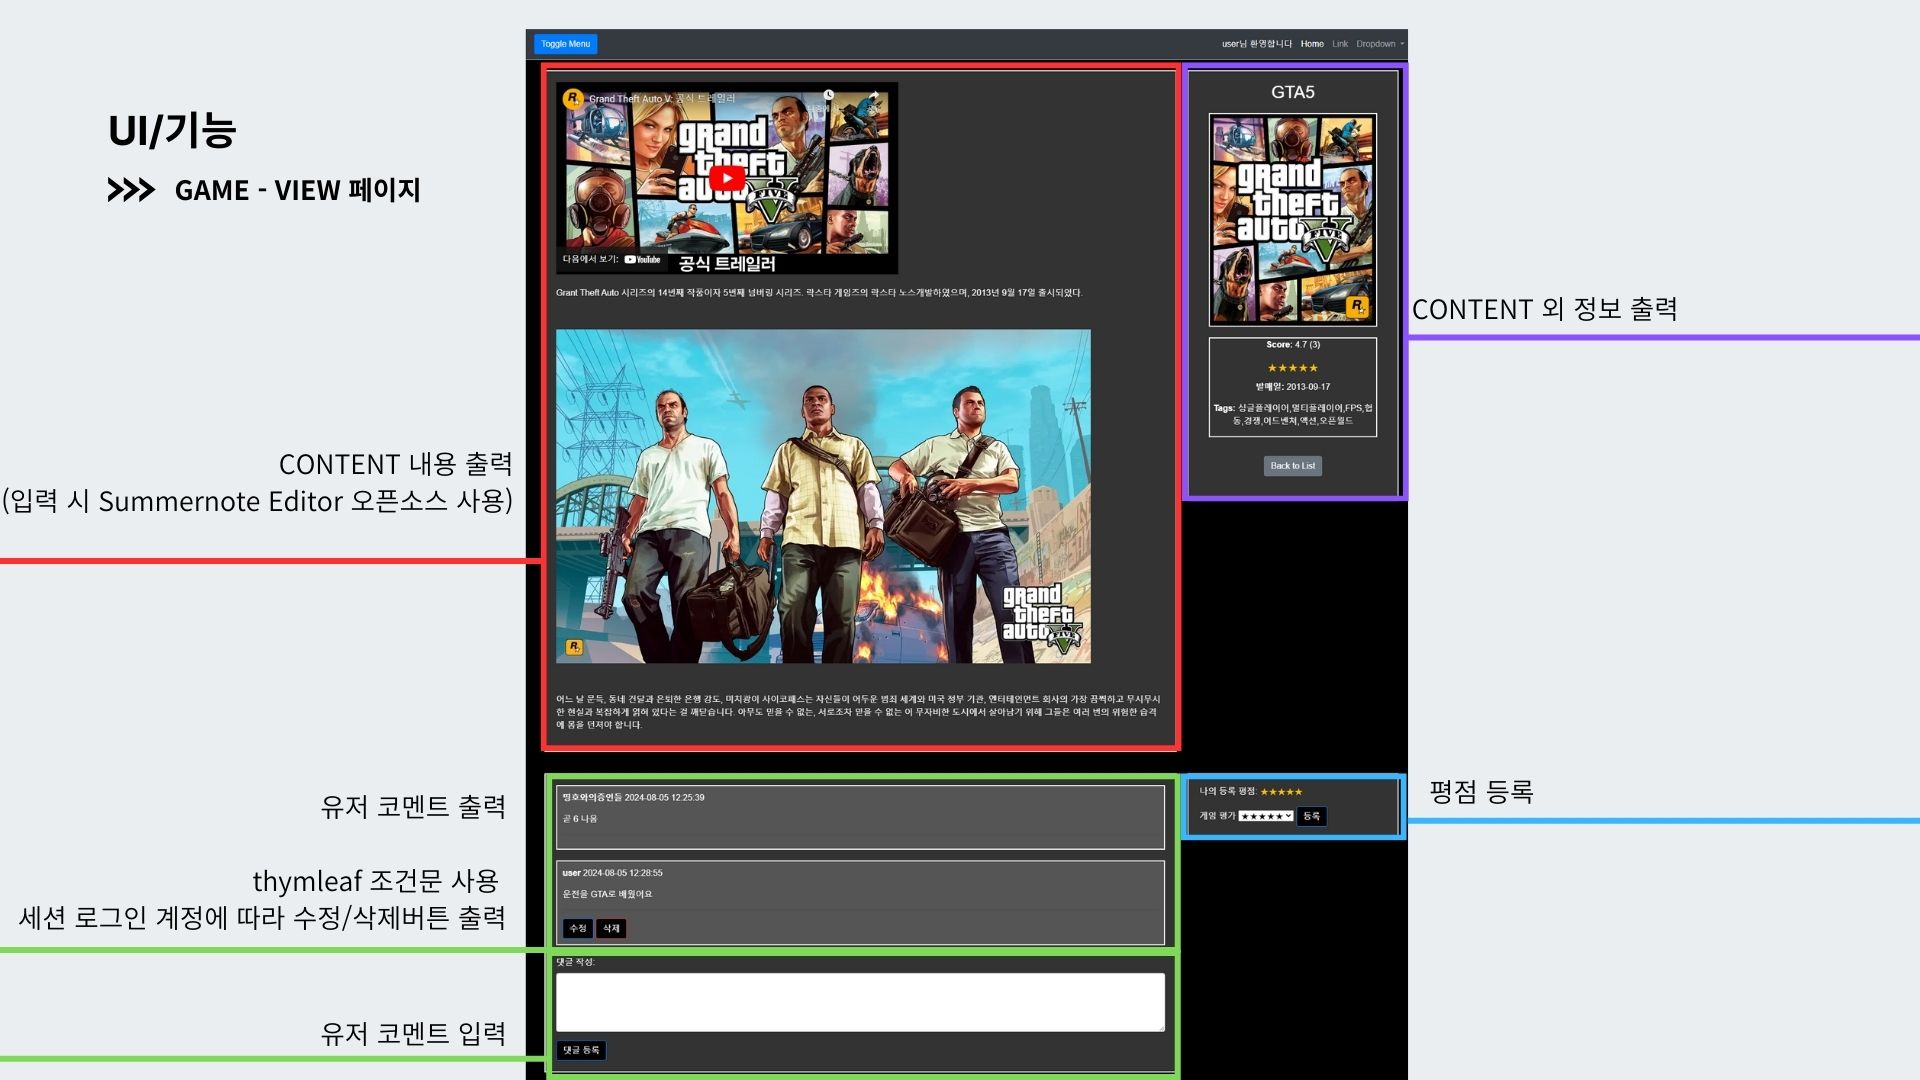 UI/기능
GAME - VIEW 페이지
Toggle Menu
user님 환영합니다 Home Link Dropdown
Grand Theft Auto V: 공식 트레일러
grand
theft
auto
FIVE
다음에서 보기: YouTube
공식 트레일러
Grant Theft Auto 시리즈의 14번째 작품이자 5번째 넘버링 시리즈. 락스타 게임즈의 락스타 노스개발하였으며, 2013년 9월 17일 출시되었다.
grand
theft
auto
FIVE
R
어느 날 문득, 동네 건달과 은퇴한 은행 강도, 미치광이 사이코패스는 자신들이 어두운 범죄 세계와 미국 정부 기관, 엔터테인먼트 회사의 가장 끔찍하고 무시무시
한 현실과 복잡하게 얽혀 있다는 걸 깨닫습니다. 아무도 믿을 수 없는, 서로조차 믿을 수 없는 이 무자비한 도시에서 살아남기 위해 그들은 여러 번의 위험한 습격
에 몸을 던져야 합니다.
GTA5
grand
theft
auto
FIVE
R
Score: 4.7 (3)
★★★★★
발매일: 2013-09-17
Tags: 싱글플레이어,멀티플레이어,FPS,협
동,경쟁,어드벤쳐,액션,오픈월드
Back to List
CONTENT 외 정보 출력
CONTENT 내용 출력
(입력 시 Summernote Editor 오픈소스 사용)
유저 코멘트 출력
thymleaf 조건문 사용
세션 로그인 계정에 따라 수정/삭제버튼 출력
유저 코멘트 입력
2024-08-05 12:25:39
곧 6 나옴
user 2024-08-05 12:28:55
운전을 GTA로 배웠어요
수정 삭제
댓글 작성:
댓글 등록
나의 등록 평점: ★★★★★
게임 평가 ★★★★★ 등록
평점 등록